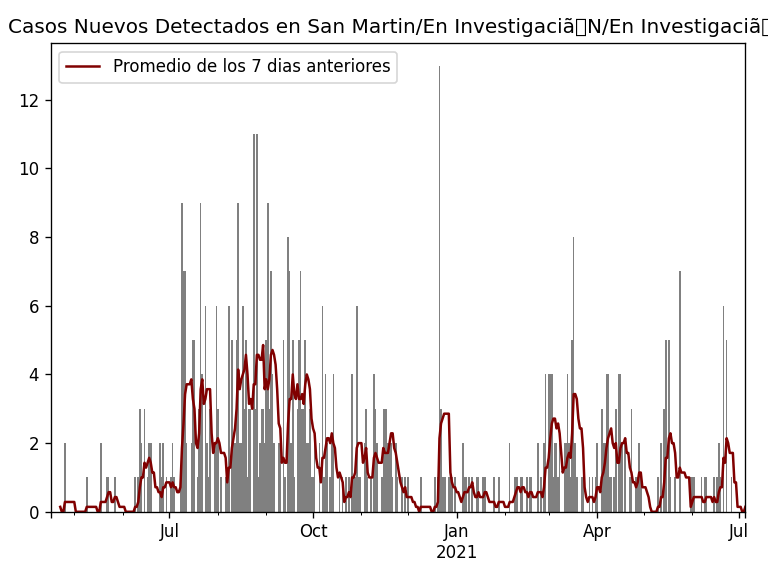 Casos Nuevos Detectados en San Martin/En Investigaciã▯N/En Investigaciã▯
Promedio de los 7 dias anteriores
12
10
8
6
4
2
0
Jul Oct Jan Apr Jul
2021